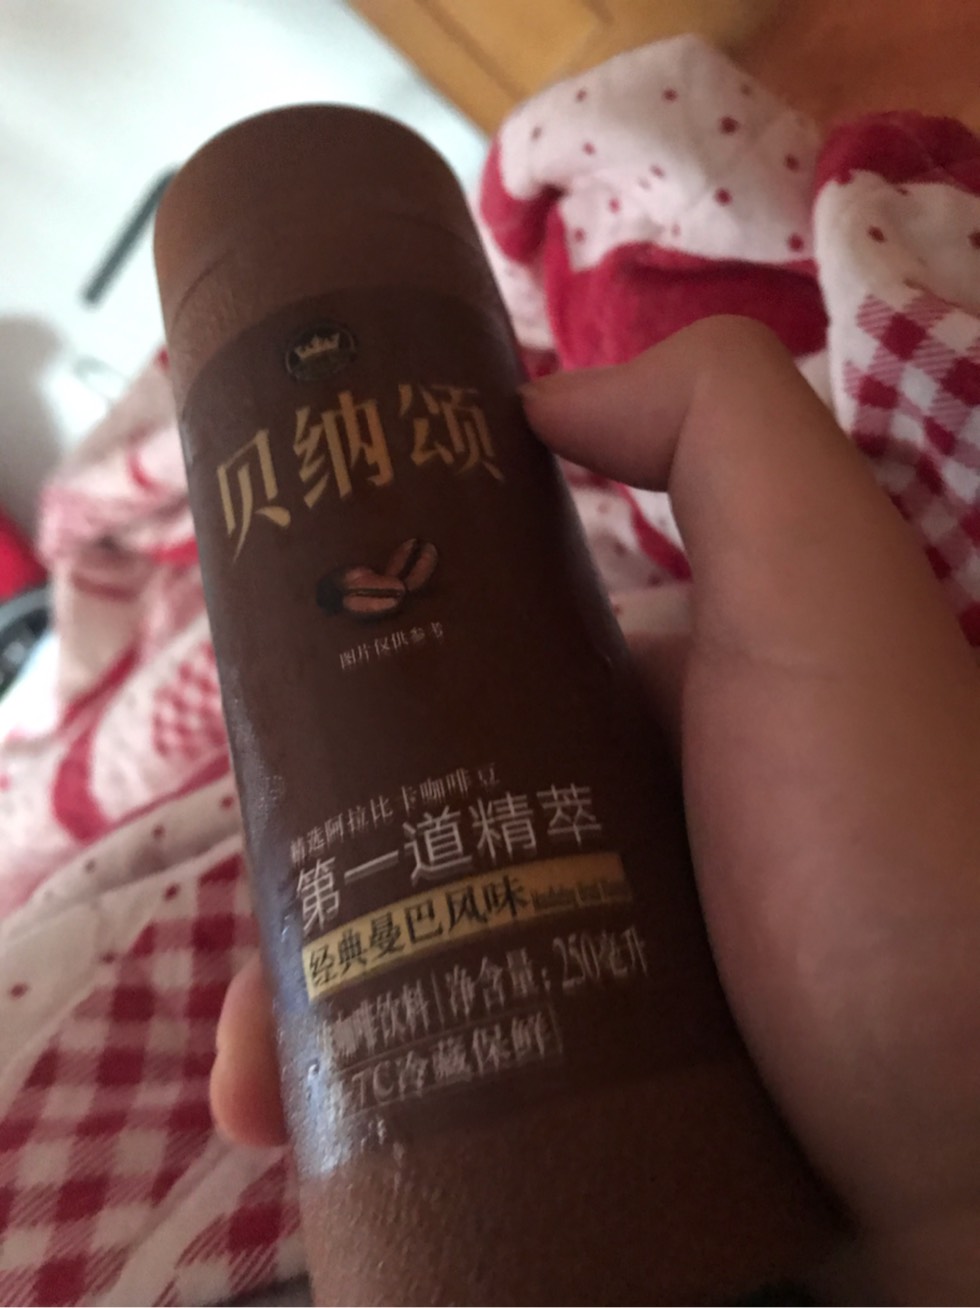 贝纳颂
图片仅供参考
精选阿拉比卡咖啡豆
第一道精萃
经典曼巴风味
咖啡饮料|净含量：250毫升
7℃冷藏保鲜